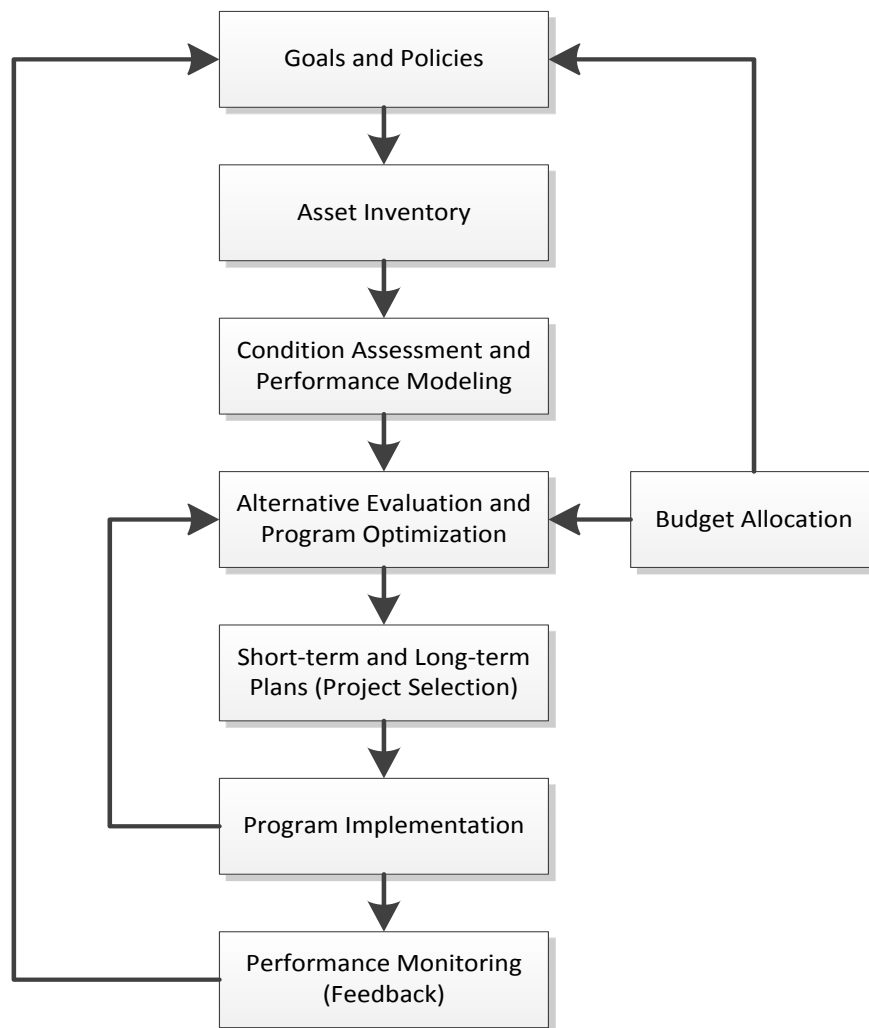 Goals and Policies
Asset Inventory
Condition Assessment and
Performance Modeling
Alternative Evaluation and
Program Optimization
Budget Allocation
Short-term and Long-term
Plans (Project Selection)
Program Implementation
Performance Monitoring
(Feedback)